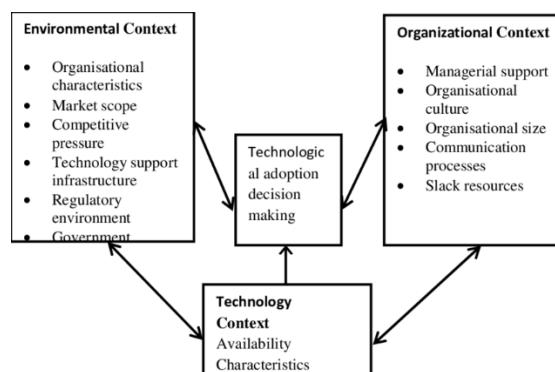 Environmental Context
Organisational
characteristics
Market scope
Competitive
pressure
Technology support
infrastructure
Regulatory
environment
Government
Organizational Context
Managerial support
Organisational
culture
Organisational size
Communication
processes
Slack resources
Technologic
al adoption
decision
making
Technology
Context
Availability
Characteristics